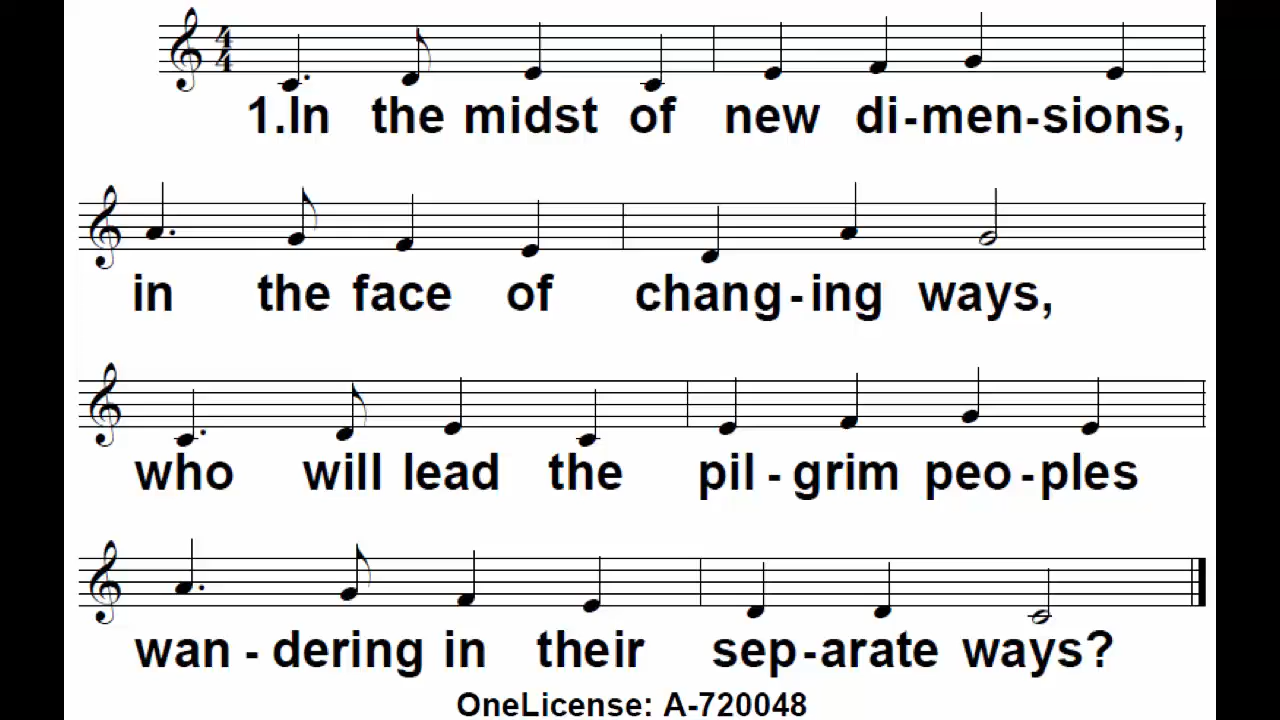 1.In the midst of new di-men-sions,
in the face of chang-ing ways,
who will lead the pil-grim peo-ples
wan-dering in their sep-arate ways?
OneLicense: A-720048